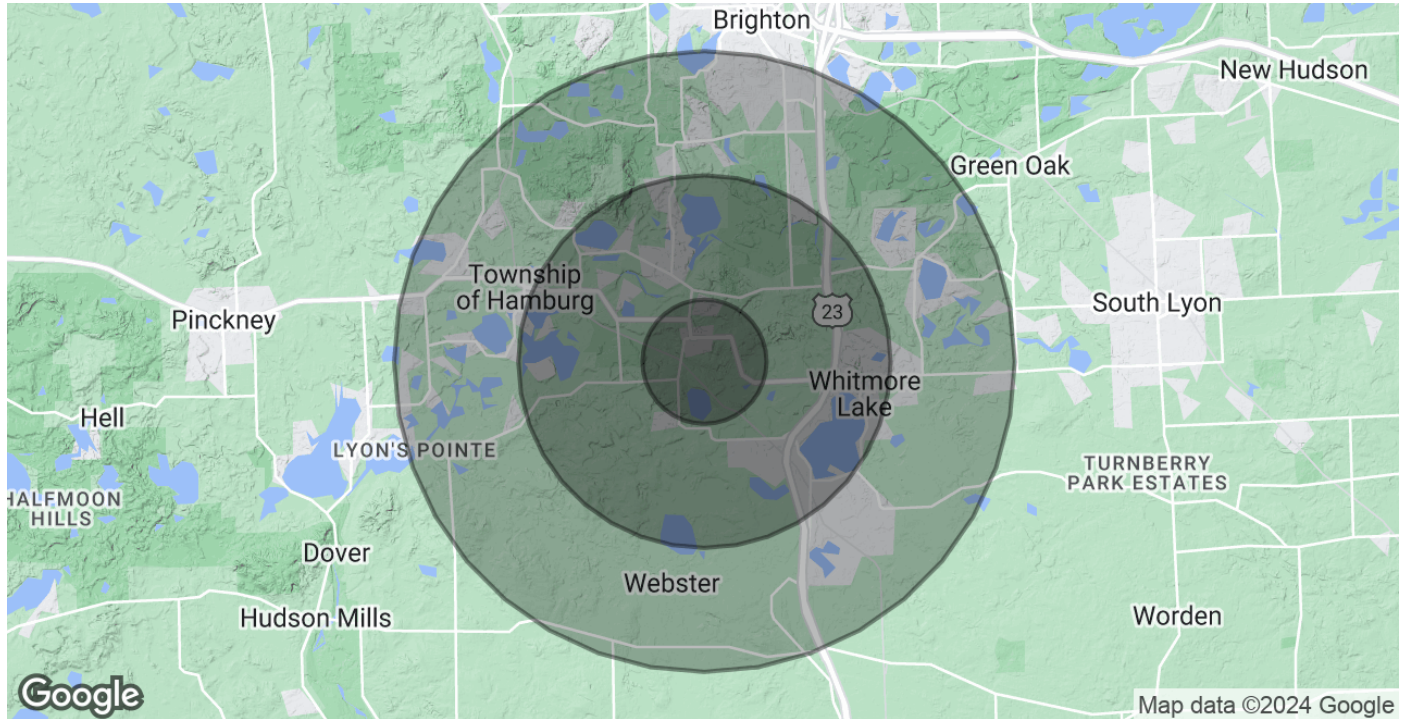 Brighton
New Hudson
Green Oak
Township
of Hamburg
South Lyon
23
Pinckney
Whitmore
Lake
Hell
LYON'S POINTE
TURNBERRY
PARK ESTATES
HALFMOON
HILLS
Dover
Webster
Hudson Mills
Worden
Google
Map data ©2024 Google